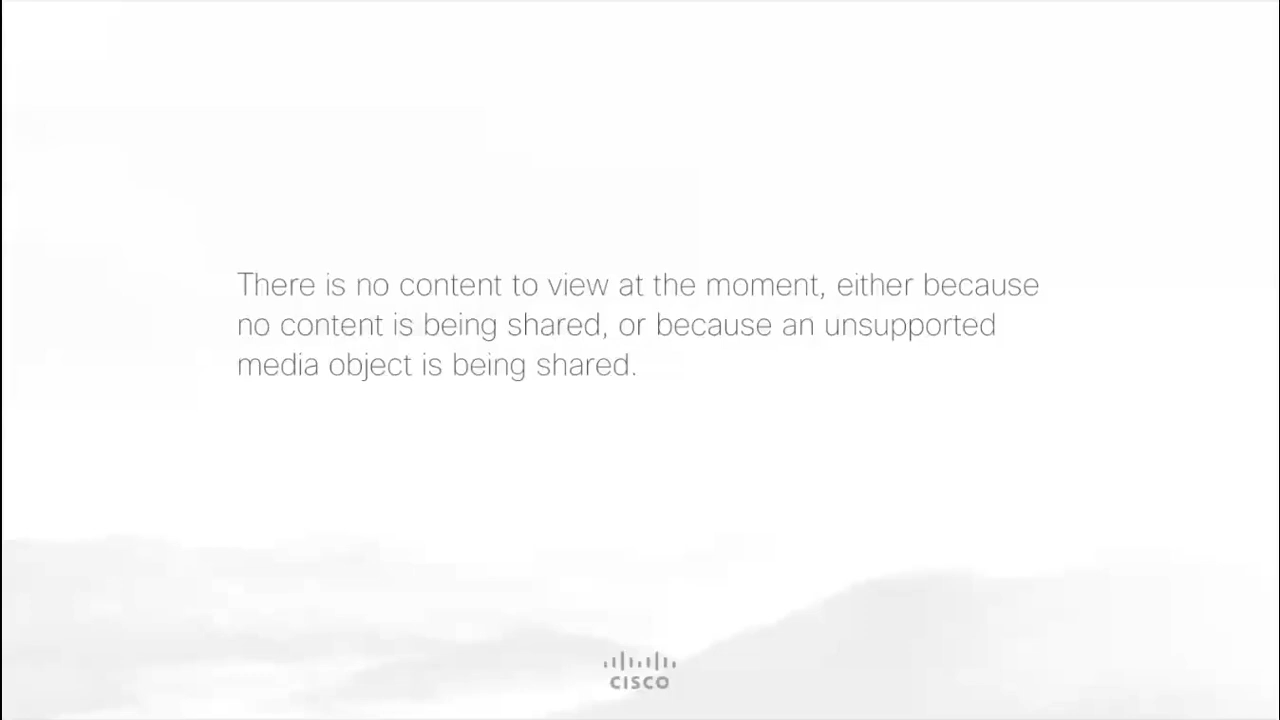 There is no content to view at the moment, either because
no content is being shared, or because an unsupported
media object is being shared.
CISCO